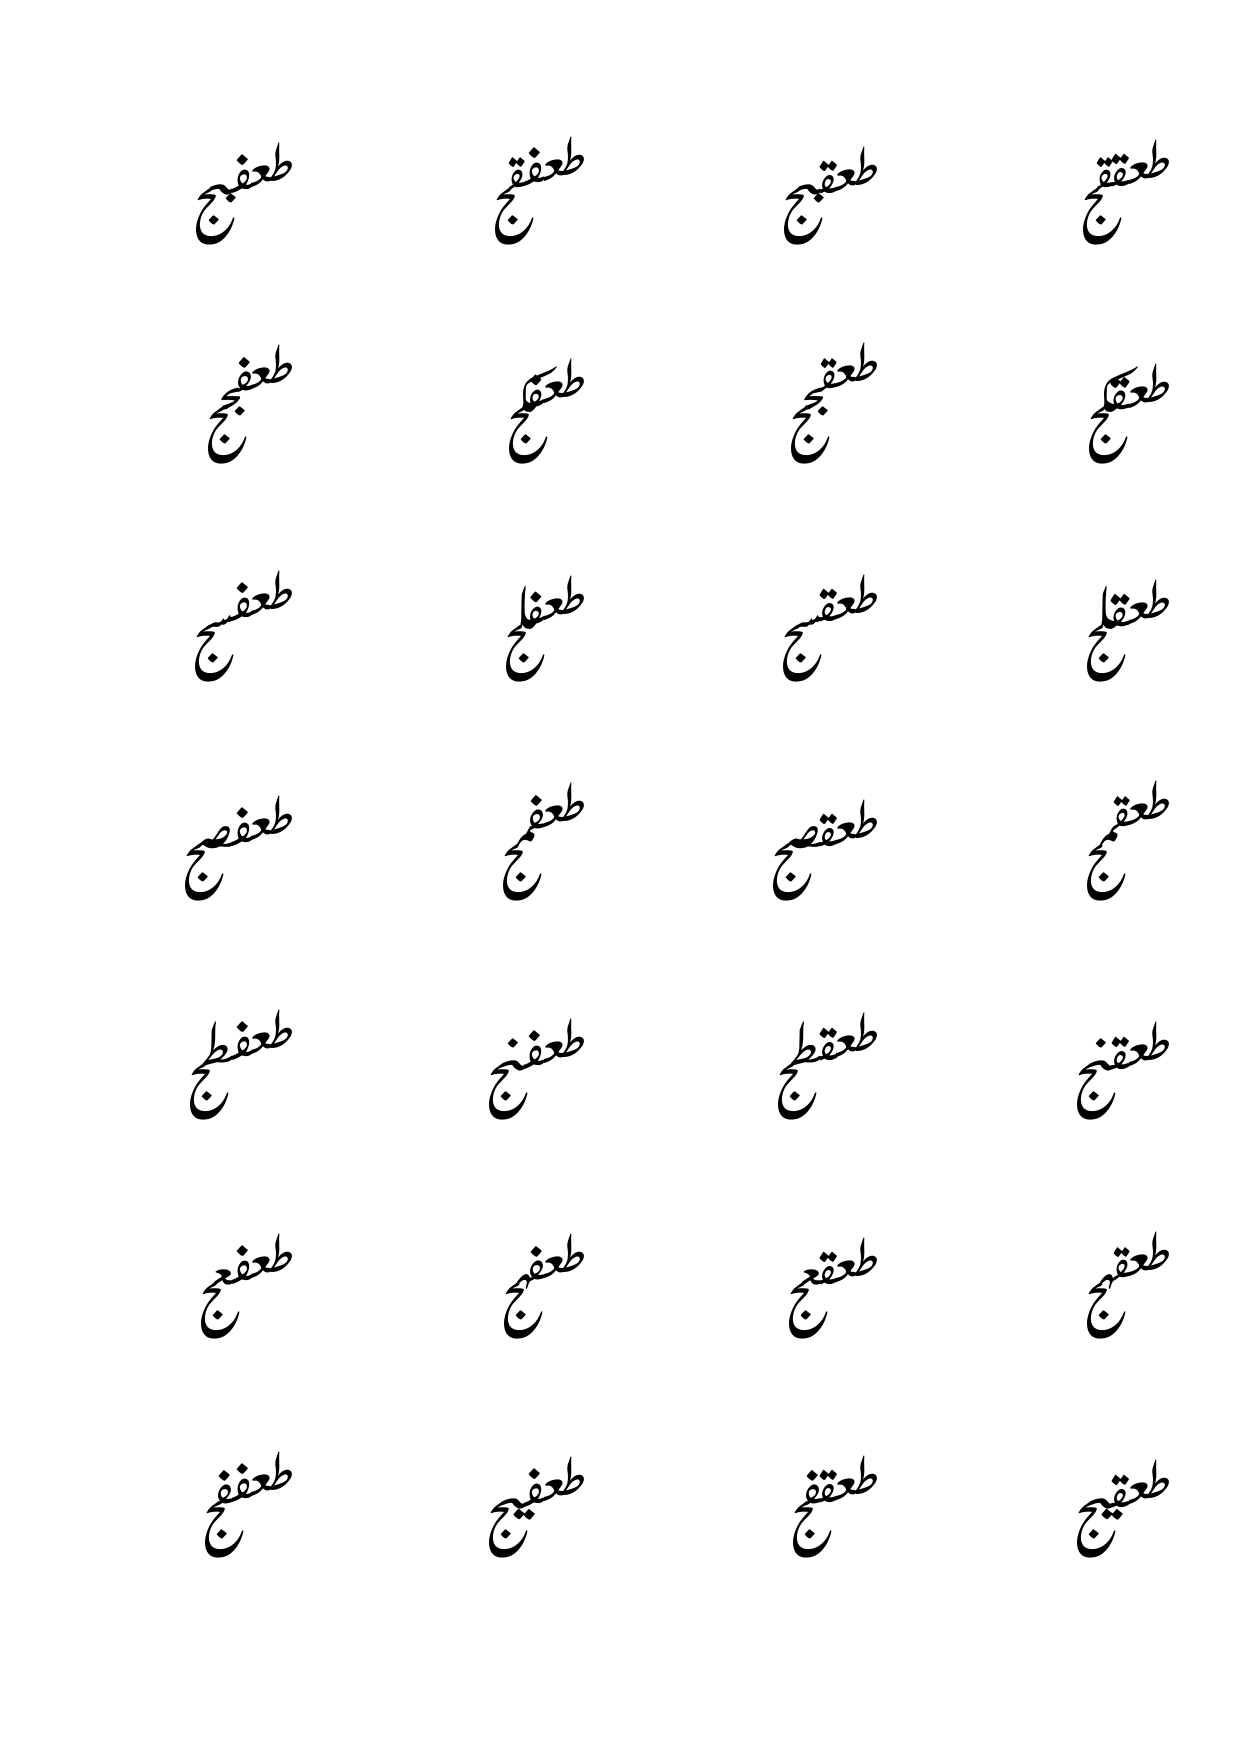 طعققج طعقبج طعفقج طعفبج
طعقكج طعقجج طعفكج طعفجج
طعقلج طعقسج طعفلج طعفسج
طعقمج طعقصج طعفمج طعفصج
طعقنج طعقطج طعفنج طعفطج
طعقهج طعقعج طعفهج طعفعج
طعقيج طعقفج طعفيج طعففج